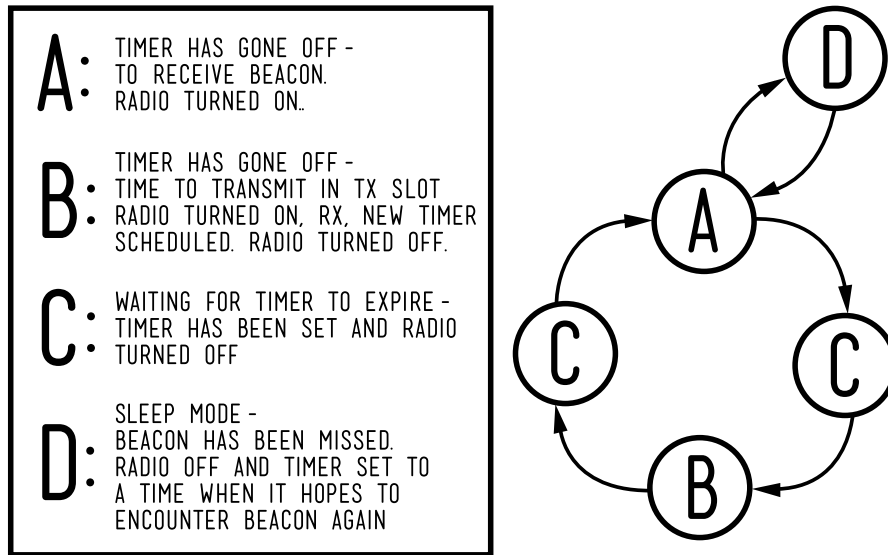 A: TIMER HAS GONE OFF -
TO RECEIVE BEACON.
RADIO TURNED ON..
B: TIMER HAS GONE OFF -
TIME TO TRANSMIT IN TX SLOT
RADIO TURNED ON, RX, NEW TIMER
SCHEDULED. RADIO TURNED OFF.
C: WAITING FOR TIMER TO EXPIRE -
TIMER HAS BEEN SET AND RADIO
TURNED OFF
D: SLEEP MODE -
BEACON HAS BEEN MISSED.
RADIO OFF AND TIMER SET TO
A TIME WHEN IT HOPES TO
ENCOUNTER BEACON AGAIN
D
A
C
C
B